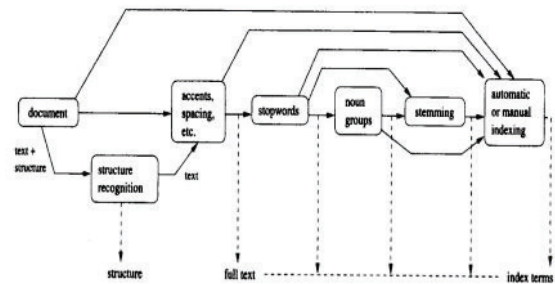 document
text +
structure
structure
recognition
text
accents,
spacing,
etc.
stopwords
noun
groups
stemming
automatic
or manual
indexing
structure
full text
index terms